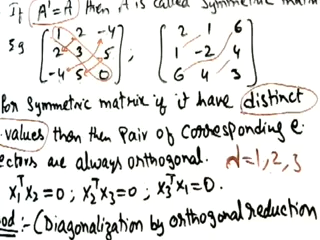 If A' = A then A is called symmetric matrix
Eg [1 2 -4; 2 3 5; -4 5 0] ; [2 1 6; 1 -2 4; 6 4 3]
For symmetric matrix if it have distinct
values then then Pair of corresponding e.
ectors are always orthogonal. d=1,2,3
x₁ᵀx₂=0 ; x₂ᵀx₃=0 ; x₃ᵀx₁=0.
od :- (Diagonalization by orthogonal reduction